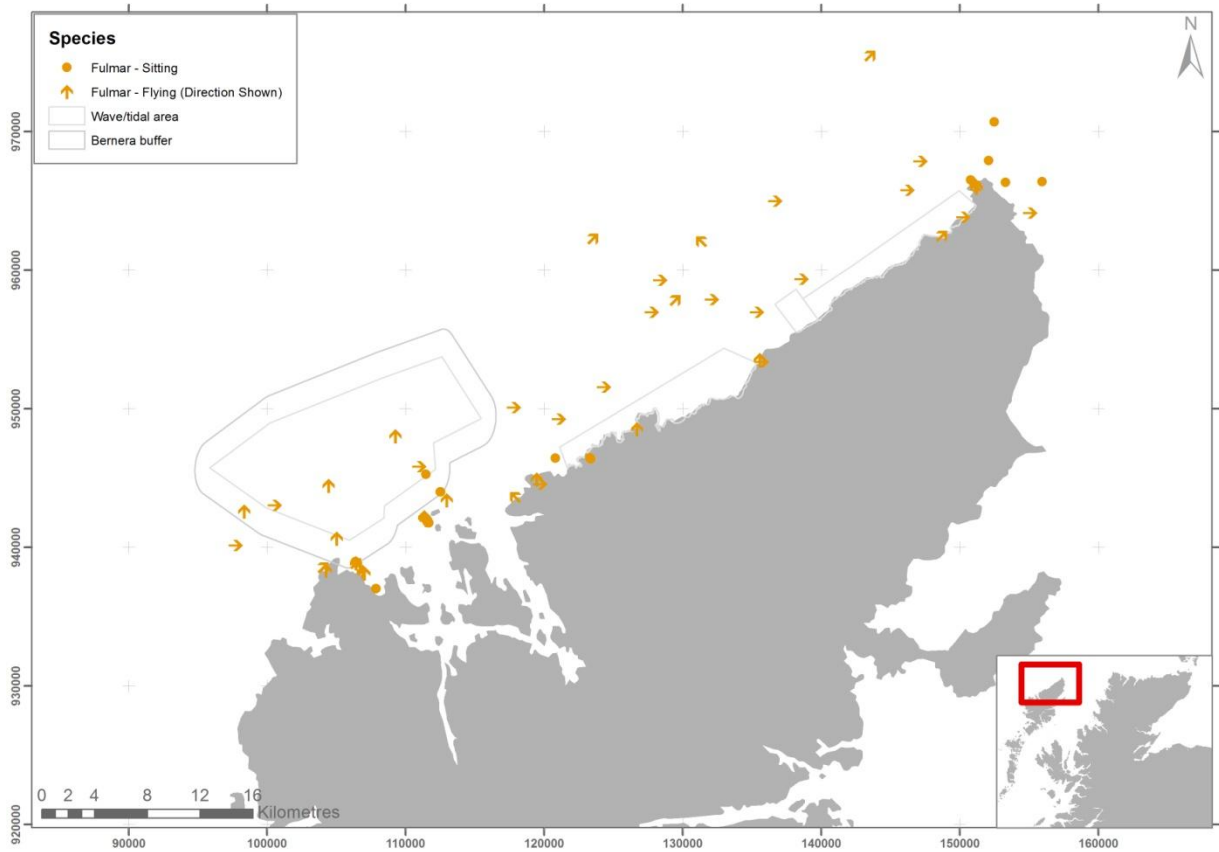 Species
Fulmar - Sitting
Fulmar - Flying (Direction Shown)
Wave/tidal area
Bernera buffer
N
970000
960000
950000
940000
930000
920000
0 2 4 8 12 16
Kilometres
90000 100000 110000 120000 130000 140000 150000 160000